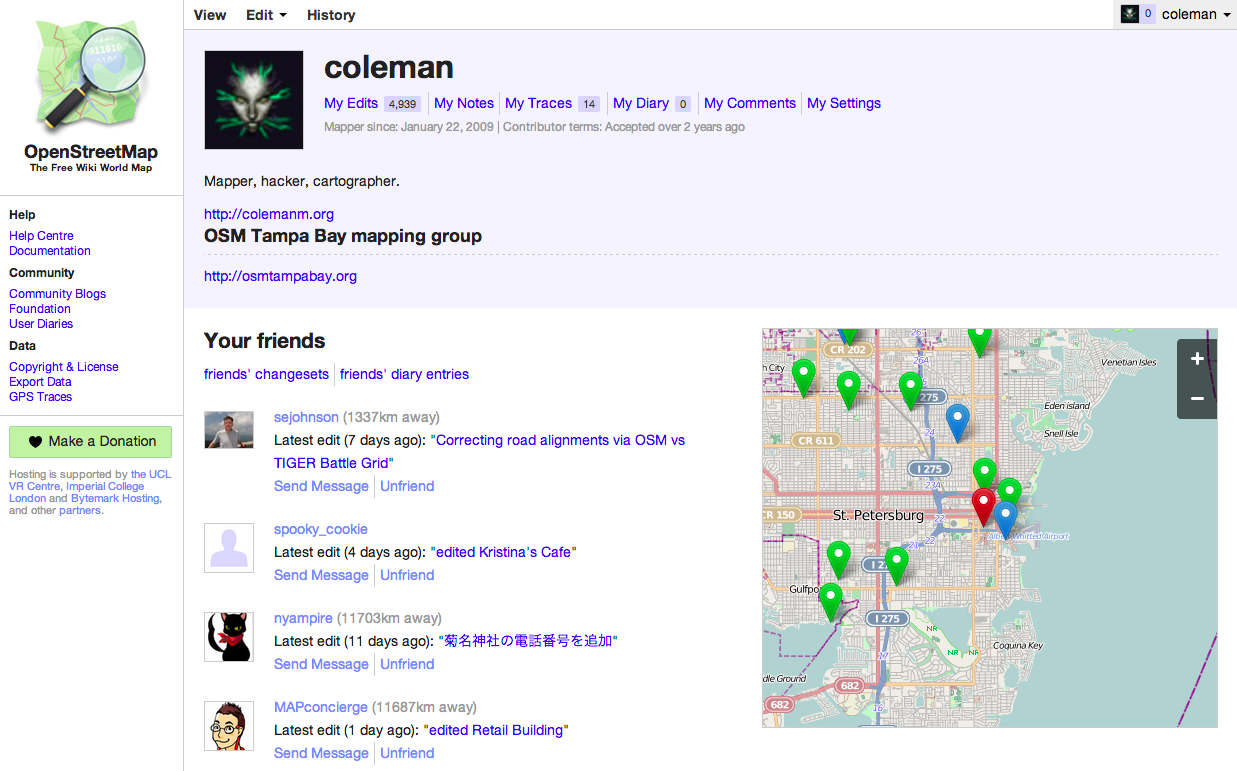 View Edit History
0 coleman
OpenStreetMap
The Free Wiki World Map
Help
Help Centre
Documentation
Community
Community Blogs
Foundation
User Diaries
Data
Copyright & License
Export Data
GPS Traces
Make a Donation
Hosting is supported by the UCL
VR Centre, Imperial College
London and Bytemark Hosting,
and other partners.
coleman
My Edits 4,939 My Notes My Traces 14 My Diary 0 My Comments My Settings
Mapper since: January 22, 2009 | Contributor terms: Accepted over 2 years ago
Mapper, hacker, cartographer.
http://colemanm.org
OSM Tampa Bay mapping group
http://osmtampabay.org
Your friends
friends' changesets friends' diary entries
sejohnson (1337km away)
Latest edit (7 days ago): "Correcting road alignments via OSM vs
TIGER Battle Grid"
Send Message Unfriend
spooky_cookie
Latest edit (4 days ago): "edited Kristina's Cafe"
Send Message Unfriend
nyampire (11703km away)
Latest edit (11 days ago): "菊名神社の電話番号を追加"
Send Message Unfriend
MAPconcierge (11687km away)
Latest edit (1 day ago): "edited Retail Building"
Send Message Unfriend
26
CR 202
26A
Venetian Isles
+
h City
275
−
Eden island
24
Snell Isle
CR 611
I 275
23A
CR 150
St. Petersburg
22
22
Albert Whitted Airport
21
I 27
Gulfpo
I 275
NR
NR
NR
Coquina Key
17
dle Ground
682
682
16